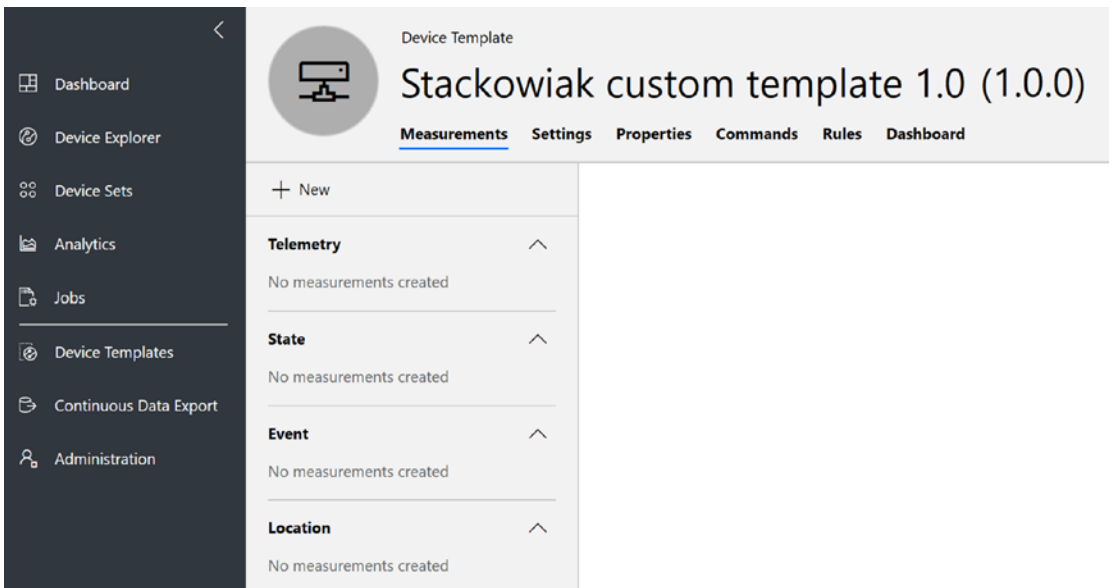 Dashboard
Device Explorer
Device Sets
Analytics
Jobs
Device Templates
Continuous Data Export
Administration
Device Template
Stackowiak custom template 1.0 (1.0.0)
Measurements Settings Properties Commands Rules Dashboard
New
Telemetry
No measurements created
State
No measurements created
Event
No measurements created
Location
No measurements created